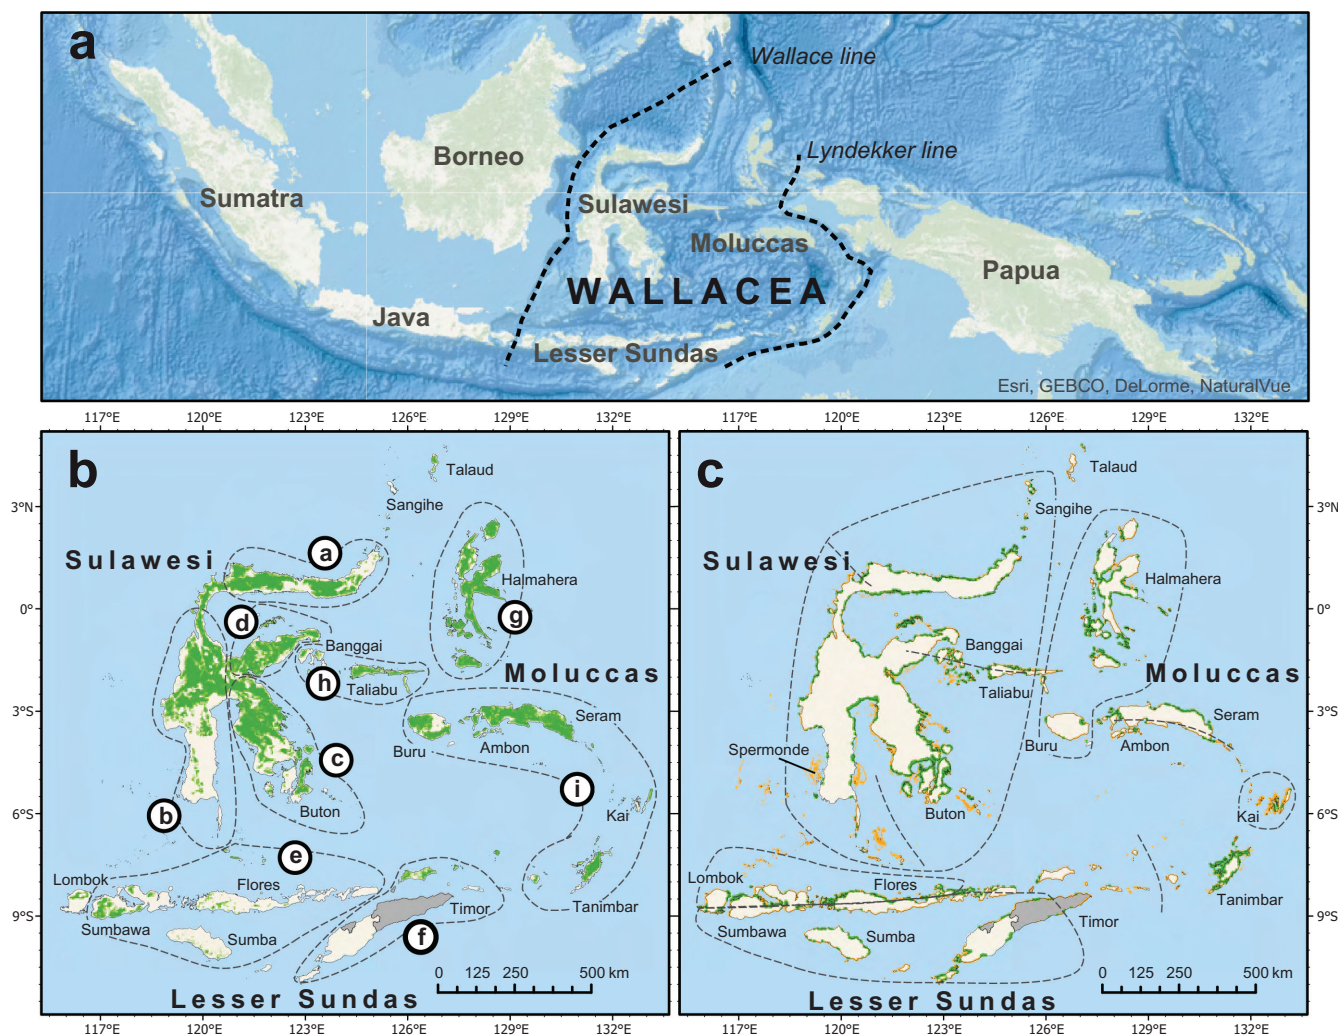 a
Wallace line
Lyndekker line
Borneo
Sumatra
Sulawesi
Moluccas
Papua
WALLACEA
Java
Lesser Sundas
Esri, GEBCO, DeLorme, NaturalVue
117°E 120°E 123°E 126°E 129°E 132°E 117°E 120°E 123°E 126°E 129°E 132°E
b
Talaud
Sangihe
3°N
Sulawesi
a
Halmahera
0°
d
g
Banggai
h
Taliabu
Moluccas
3°S
Seram
Buru
Ambon
c
i
b
Buton
Kai
6°S
e
Lombok
Flores
Timor
Tanimbar
9°S
Sumbawa
Sumba
f
0 125 250 500 km
Lesser Sundas
117°E 120°E 123°E 126°E 129°E 132°E
c
Talaud
Sangihe
3°N
Sulawesi
Halmahera
0°
Banggai
Taliabu
Moluccas
3°S
Seram
Buru
Ambon
Spermonde
Buton
Kai
6°S
Lombok
Flores
Timor
Tanimbar
9°S
Sumbawa
Sumba
0 125 250 500 km
Lesser Sundas
117°E 120°E 123°E 126°E 129°E 132°E